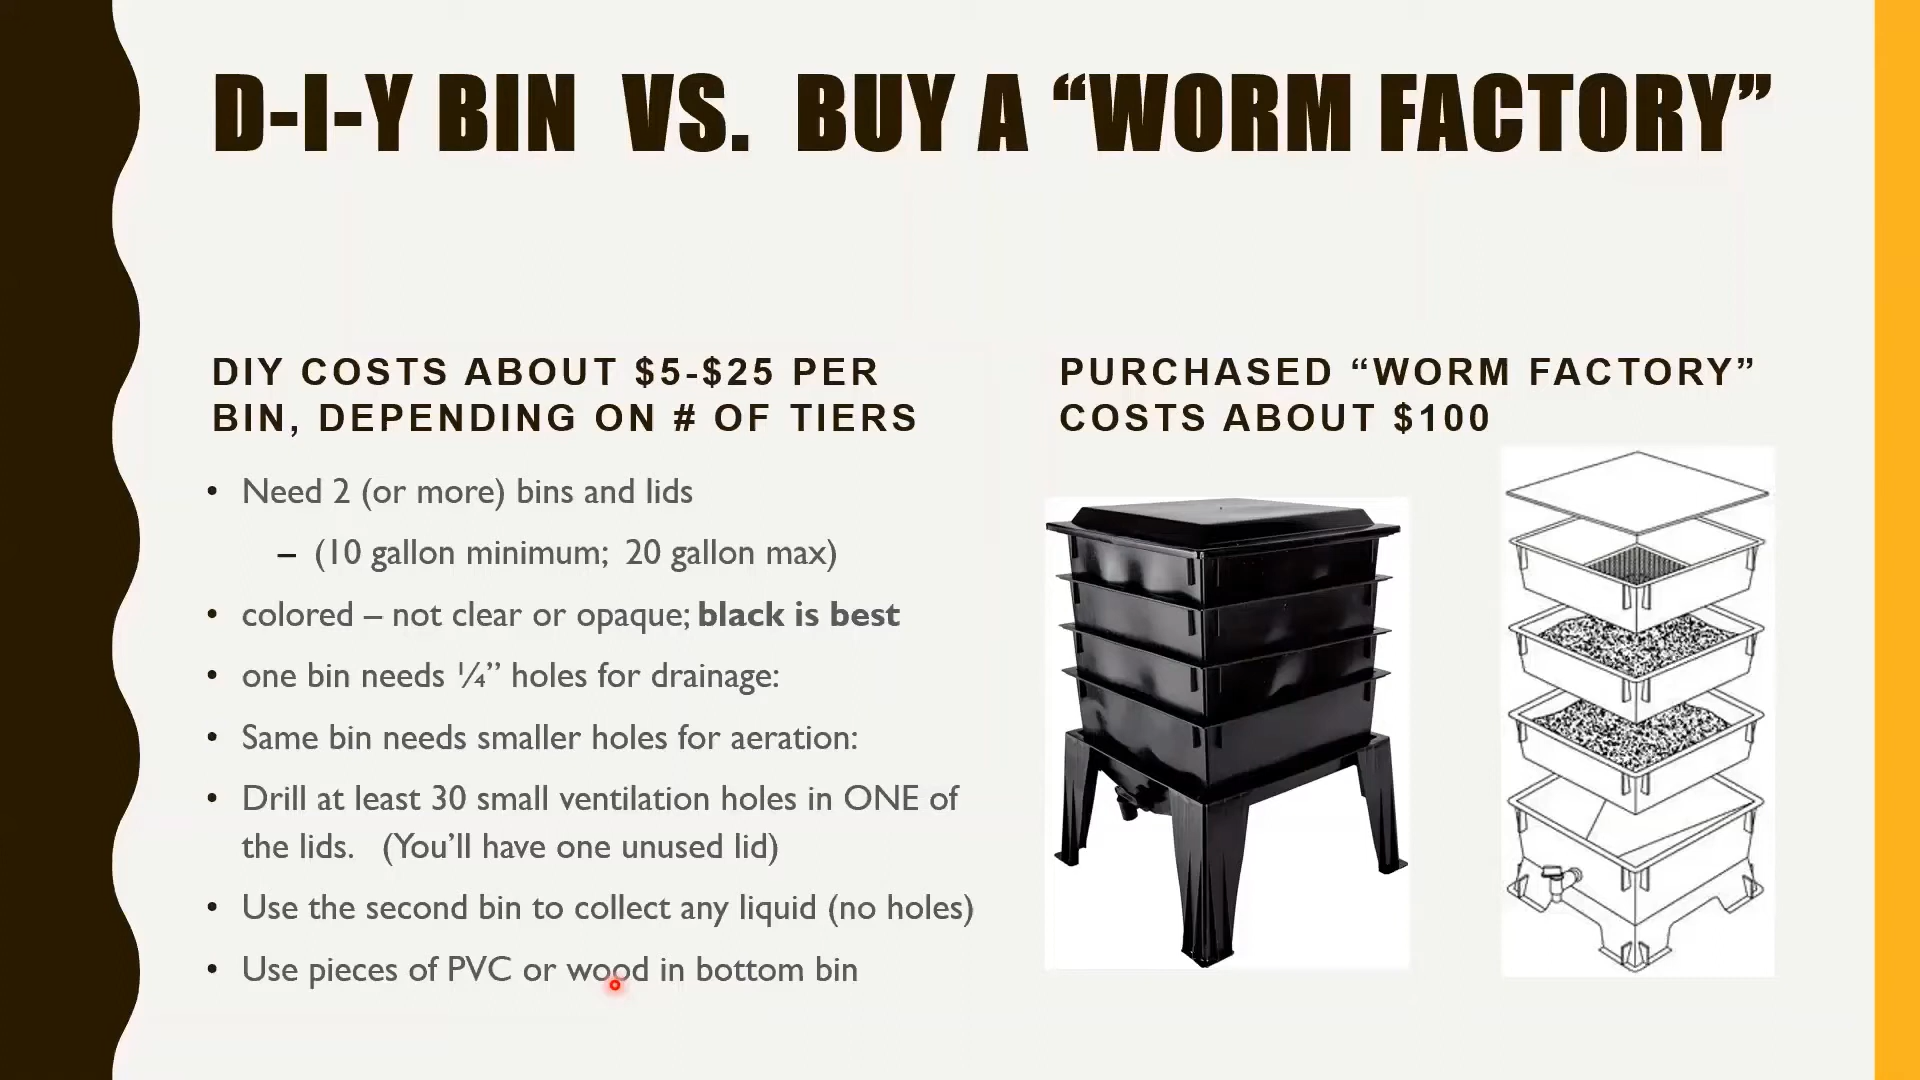 D-I-Y BIN VS. BUY A “WORM FACTORY”
DIY COSTS ABOUT $5-$25 PER
BIN, DEPENDING ON # OF TIERS
• Need 2 (or more) bins and lids
– (10 gallon minimum; 20 gallon max)
• colored – not clear or opaque; black is best
• one bin needs ¼” holes for drainage:
• Same bin needs smaller holes for aeration:
• Drill at least 30 small ventilation holes in ONE of
the lids. (You’ll have one unused lid)
• Use the second bin to collect any liquid (no holes)
• Use pieces of PVC or wood in bottom bin
PURCHASED “WORM FACTORY”
COSTS ABOUT $100